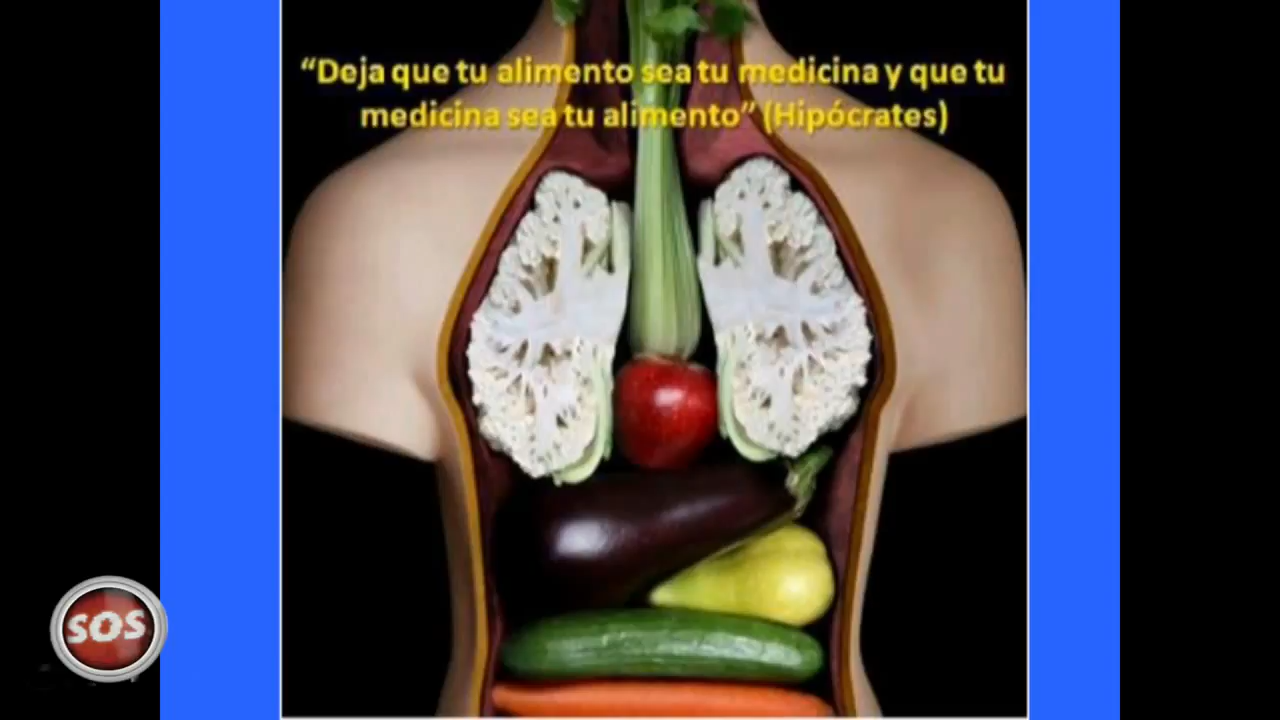 “Deja que tu alimento sea tu medicina y que tu
medicina sea tu alimento” (Hipócrates)
SOS